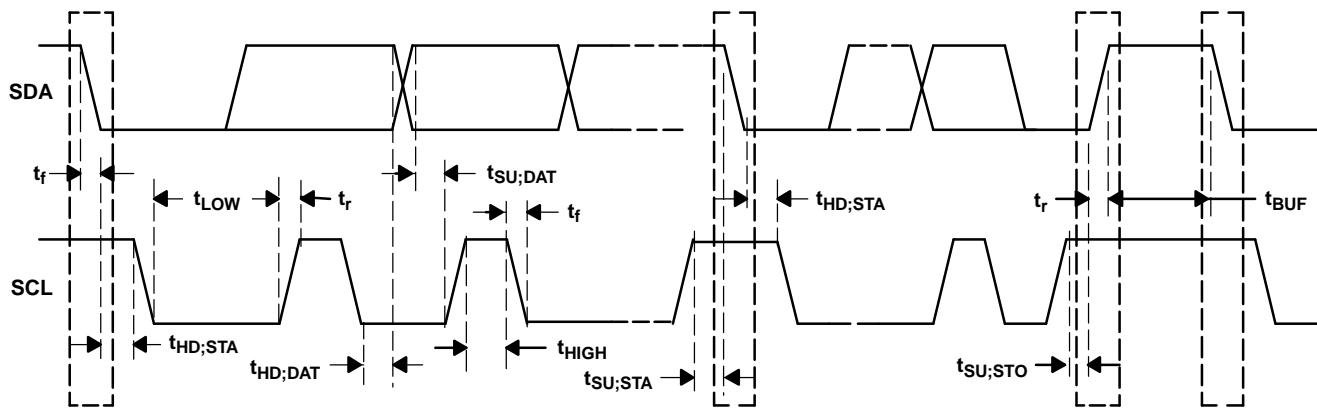 SDA
t_f
t_LOW
t_r
t_SU;DAT
t_f
t_HD;STA
t_r
t_BUF
SCL
t_HD;STA
t_HD;DAT
t_HIGH
t_SU;STA
t_SU;STO